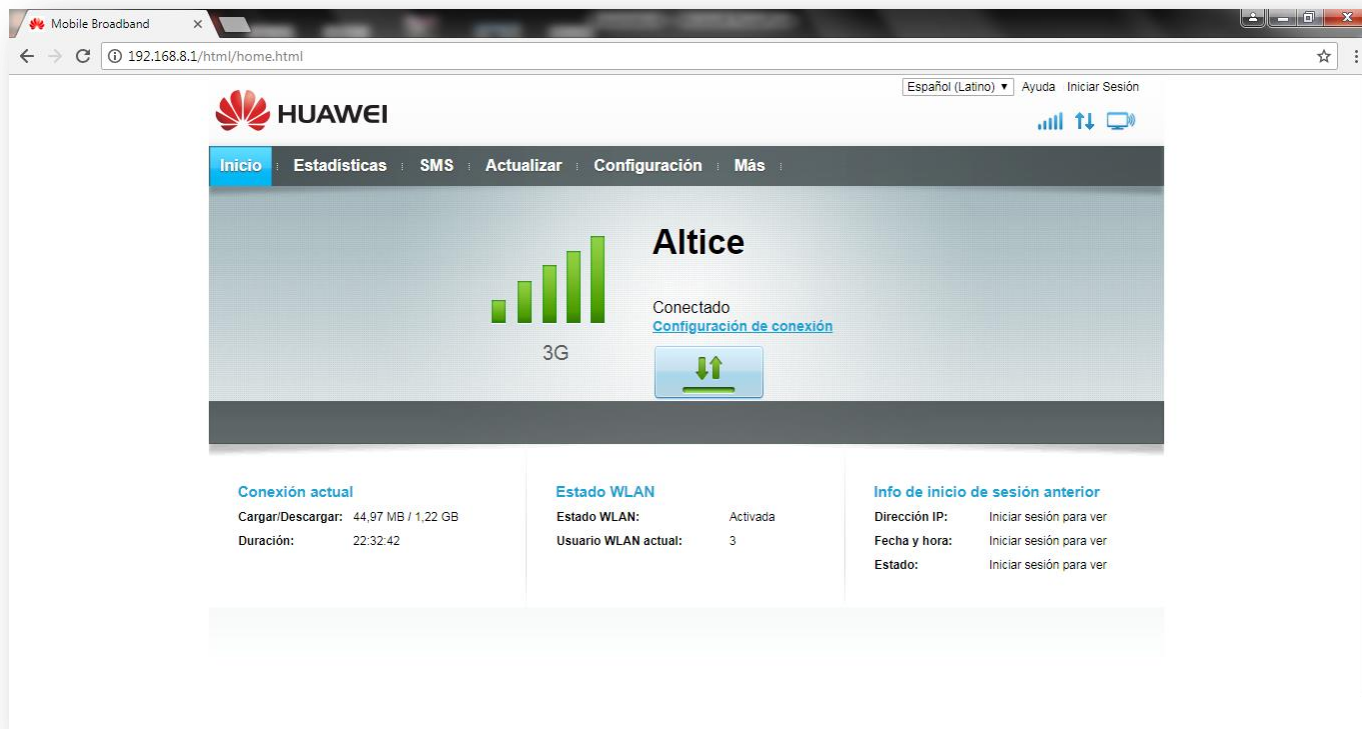 Mobile Broadband
192.168.8.1/html/home.html
Español (Latino) Ayuda Iniciar Sesión
HUAWEI
Inicio Estadísticas SMS Actualizar Configuración Más
Altice
Conectado
Configuración de conexión
3G
Conexión actual
Cargar/Descargar: 44,97 MB / 1,22 GB
Duración: 22:32:42
Estado WLAN
Estado WLAN: Activada
Usuario WLAN actual: 3
Info de inicio de sesión anterior
Dirección IP: Iniciar sesión para ver
Fecha y hora: Iniciar sesión para ver
Estado: Iniciar sesión para ver